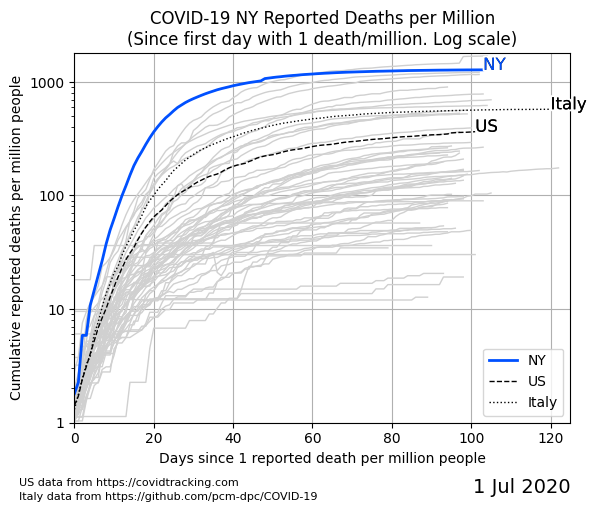 COVID-19 NY Reported Deaths per Million
(Since first day with 1 death/million. Log scale)
Cumulative reported deaths per million people
1000
100
10
1
NY
Italy
US
NY
US
Italy
0 20 40 60 80 100 120
Days since 1 reported death per million people
US data from https://covidtracking.com
Italy data from https://github.com/pcm-dpc/COVID-19
1 Jul 2020